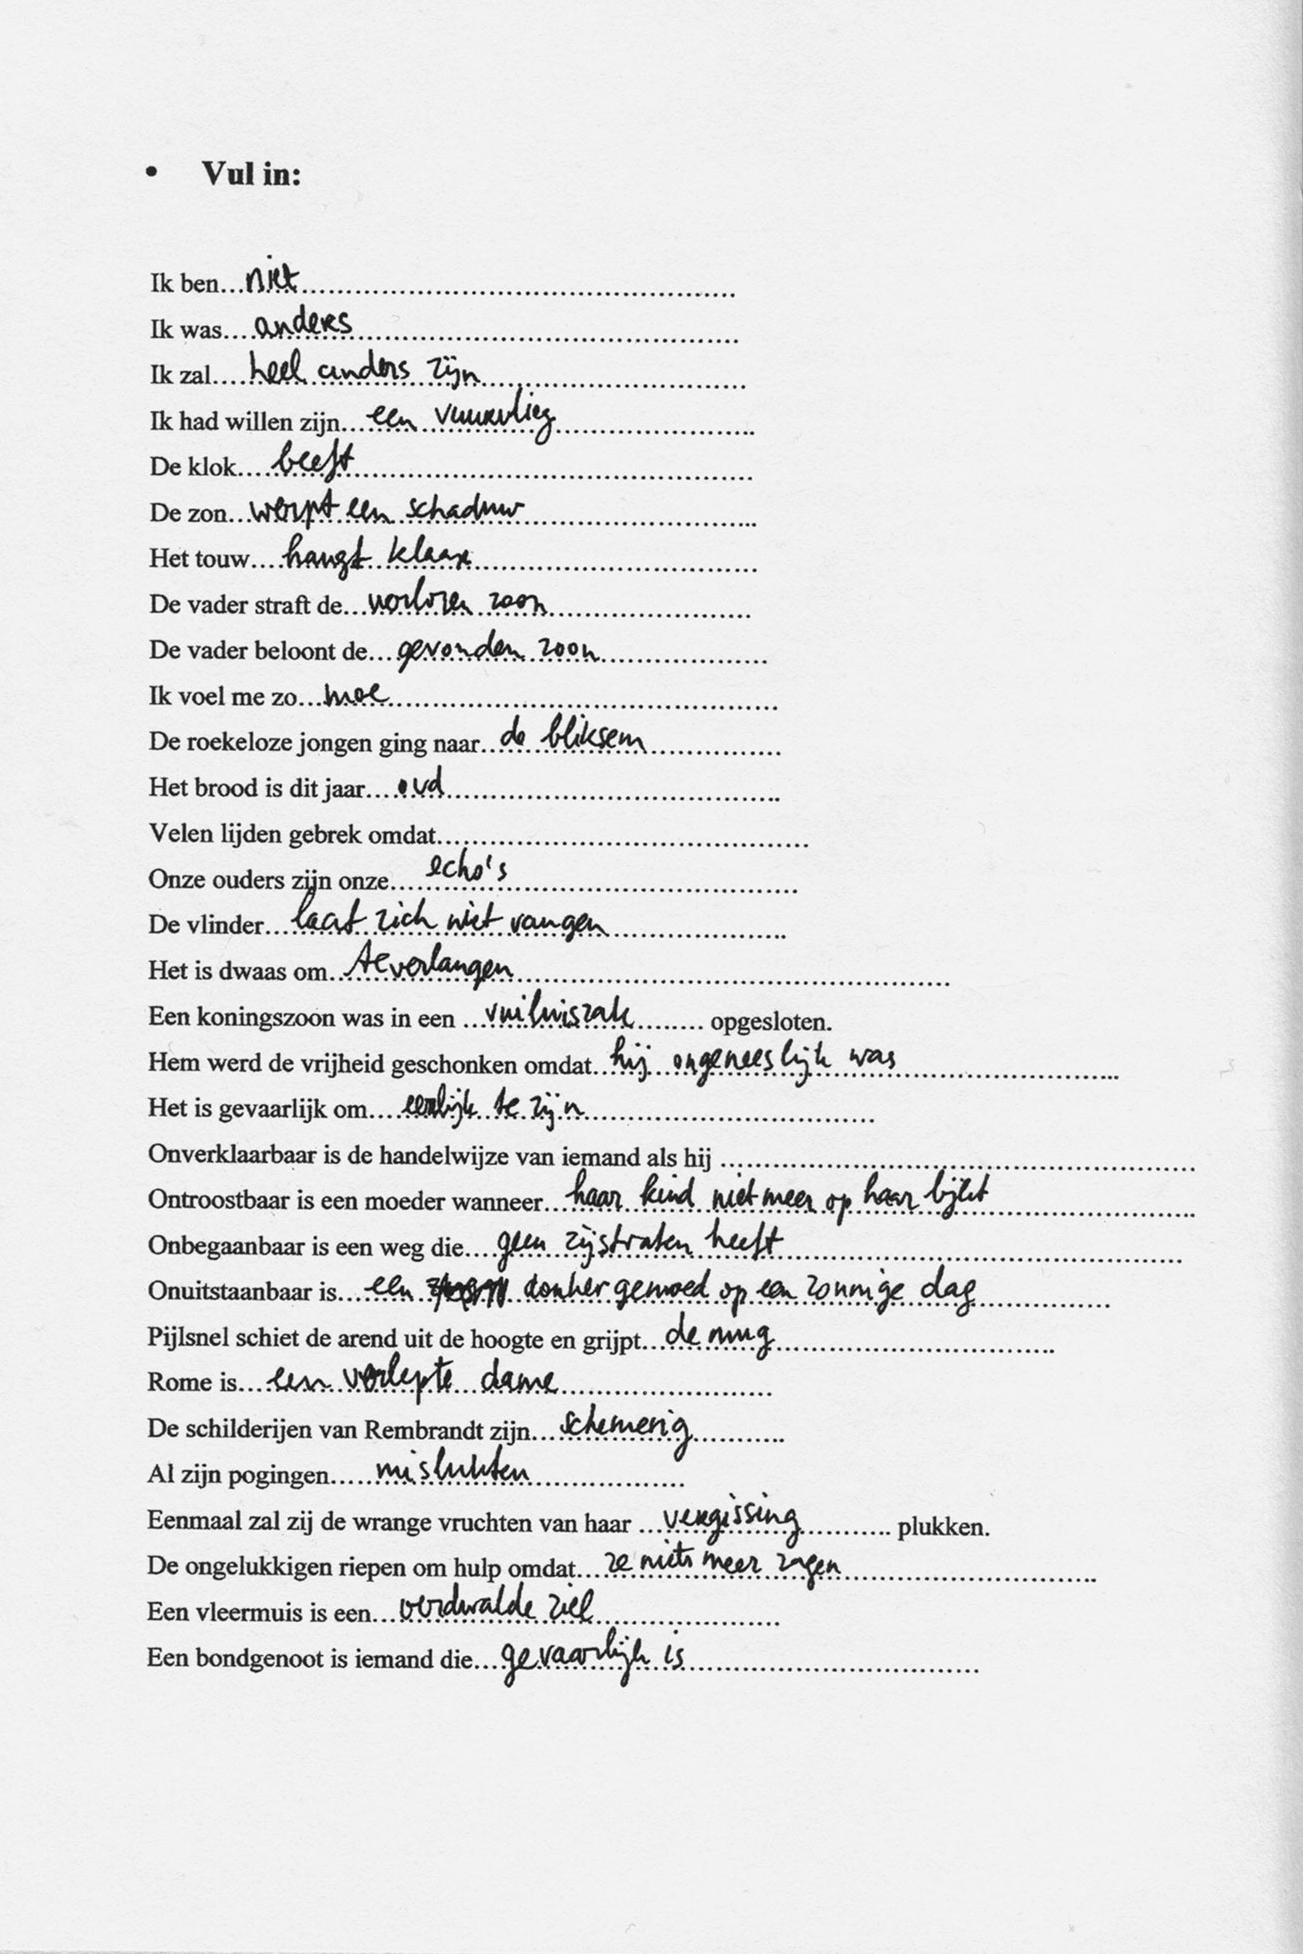 • Vul in:
Ik ben...niet..........
Ik was....anders..........
Ik zal....heel anders zijn..........
Ik had willen zijn...een vuurvlieg..........
De klok....beeft..........
De zon...werpt een schaduw..........
Het touw....hangt klaar..........
De vader straft de...verloren zoon..........
De vader beloont de...gevonden zoon..........
Ik voel me zo...moe..........
De roekeloze jongen ging naar...de bliksem..........
Het brood is dit jaar....oud..........
Velen lijden gebrek omdat..........
Onze ouders zijn onze....echo's..........
De vlinder...laat zich niet vangen..........
Het is dwaas om...te verlangen..........
Een koningszoon was in een ...vuilniszak........ opgesloten.
Hem werd de vrijheid geschonken omdat...hij ongeneeslijk was..........
Het is gevaarlijk om....eerlijk te zijn..........
Onverklaarbaar is de handelwijze van iemand als hij ..........
Ontroostbaar is een moeder wanneer...haar kind niet meer op haar lijkt..........
Onbegaanbaar is een weg die....geen zijstraten heeft..........
Onuitstaanbaar is....een donker gemoed op een zonnige dag..........
Pijlsnel schiet de arend uit de hoogte en grijpt...de mug..........
Rome is...een verlepte dame..........
De schilderijen van Rembrandt zijn...schemerig..........
Al zijn pogingen.....mislukten..........
Eenmaal zal zij de wrange vruchten van haar ...vergissing.......... plukken.
De ongelukkigen riepen om hulp omdat...ze niets meer zagen..........
Een vleermuis is een...verdwaalde ziel..........
Een bondgenoot is iemand die....gevaarlijk is..........